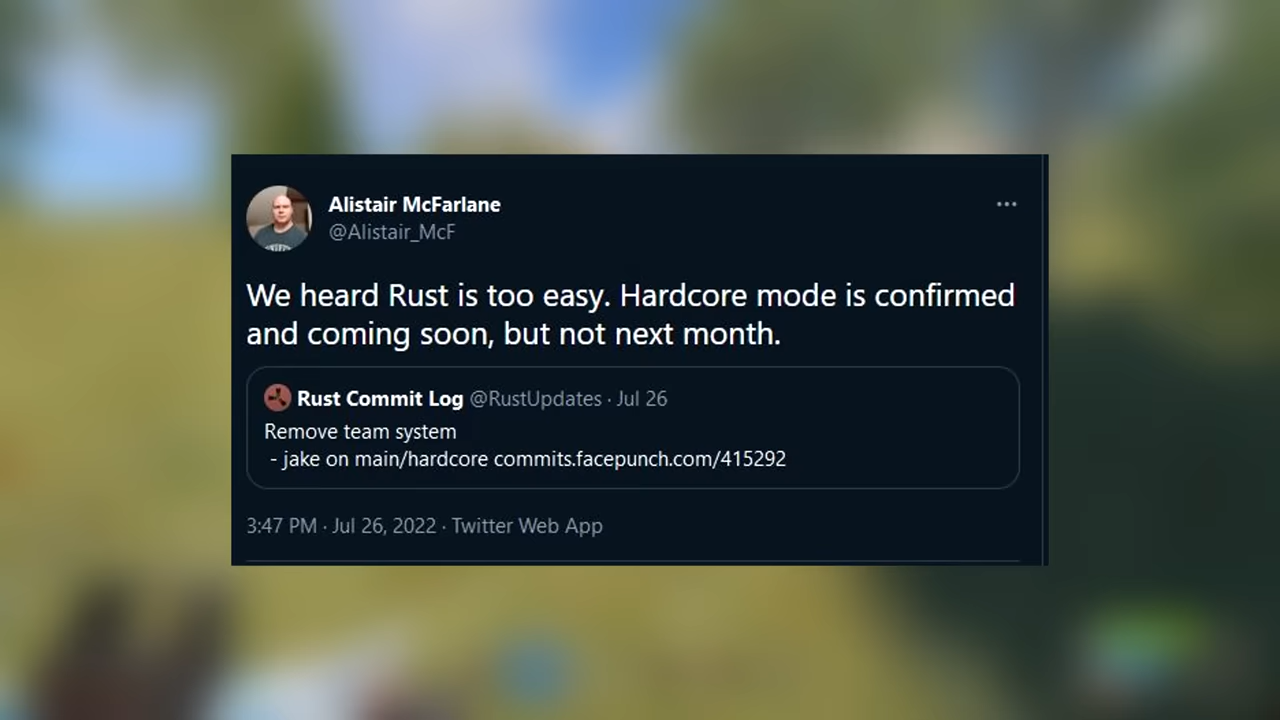 Alistair McFarlane
@Alistair_McF
We heard Rust is too easy. Hardcore mode is confirmed
and coming soon, but not next month.
Rust Commit Log @RustUpdates · Jul 26
Remove team system
- jake on main/hardcore commits.facepunch.com/415292
3:47 PM · Jul 26, 2022 · Twitter Web App